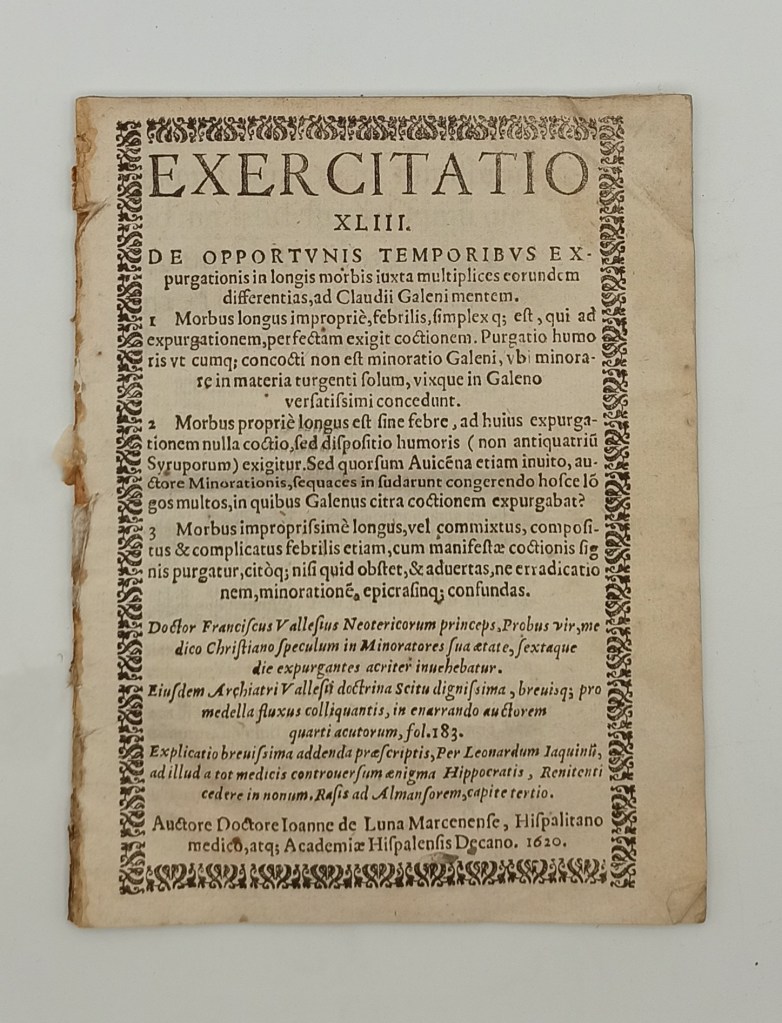 EXERCITATIO
XLIII.
DE OPPORTVNIS TEMPORIBVS EX-
purgationis in longis morbis iuxta multiplices eorundem
differentias, ad Claudii Galeni mentem.
1 Morbus longus impropriè, febrilis, ſimplex q; eſt, qui ad
expurgationem, perfectam exigit coctionem. Purgatio humo
ris vt cumq; concocti non eſt minoratio Galeni, vbi minora-
re in materia turgenti ſolum, vixque in Galeno
verſatiſsimi concedunt.
2 Morbus propriè longus eſt ſine febre, ad huius expurga-
tionem nulla coctio, ſed diſpoſitio humoris (non antiquatriũ
Syruporum) exigitur. Sed quorſum Auicẽna etiam inuito, au-
ctore Minorationis, ſequaces in ſudarunt congerendo hoſce lõ
gos multos, in quibus Galenus citra coctionem expurgabat?
3 Morbus impropriſsimè longus, vel commixtus, compoſi-
tus & complicatus febrilis etiam, cum manifeſtæ coctionis ſig
nis purgatur, citòq; niſi quid obſtet, & aduertas, ne erradicatio
nem, minorationẽ, epicraſinq; confundas.
Doctor Franciſcus Valleſius Neotericorum princeps, Probus vir, me
dico Chriſtiano ſpeculum in Minoratores ſua ætate, ſextaque
die expurgantes acriter inuehebatur.
Eiuſdem Archiatri Valleſii doctrina Scitu digniſsima, breuiſq; pro
medella fluxus colliquantis, in enarrando auctorem
quarti acutorum, fol. 183.
Explicatio breuiſsima addenda præſcriptis, Per Leonardum Iaquinũ,
ad illud a tot medicis controuerſum ænigma Hippocratis, Renitenti
cedere in nonum. Raſis ad Almanſorem, capite tertio.
Auctore Doctore Ioanne de Luna Marcenenſe, Hiſpalitano
medico, atq; Academiæ Hiſpalenſis Decano. 1620.